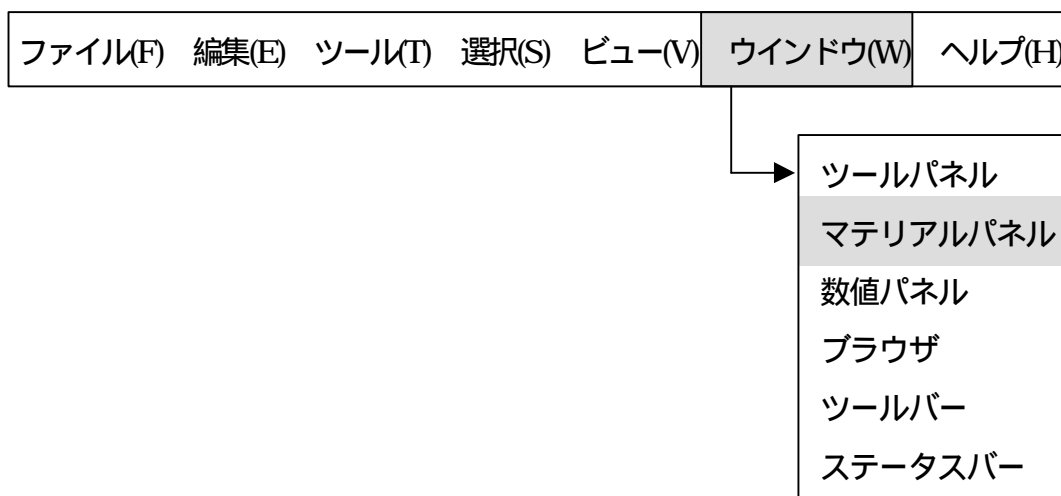 ファイル(F) 編集(E) ツール(T) 選択(S) ビュー(V) ウインドウ(W) ヘルプ(H)
ツールパネル
マテリアルパネル
数値パネル
ブラウザ
ツールバー
ステータスバー